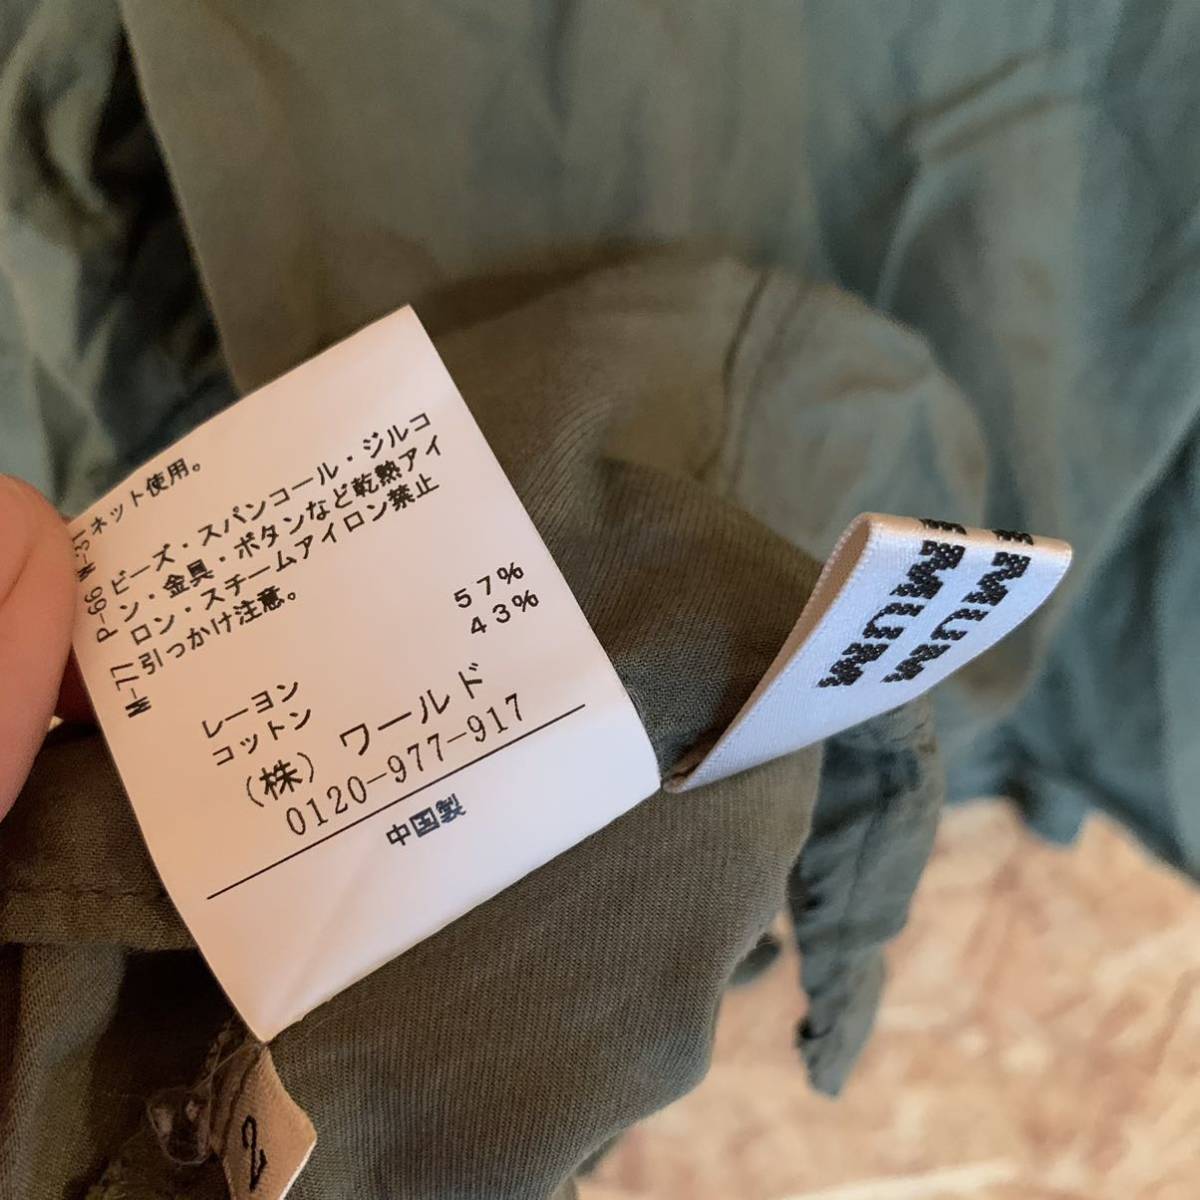 W-31 ネット使用。
P-66 ビーズ・スパンコール・ジルコ
ン・金具・ボタンなど乾熱アイ
ロン・スチームアイロン禁止
M-77 引っかけ注意。
レーヨン 57%
コットン 43%
(株) ワールド
0120-977-917
中国製
MUM
MUM
2